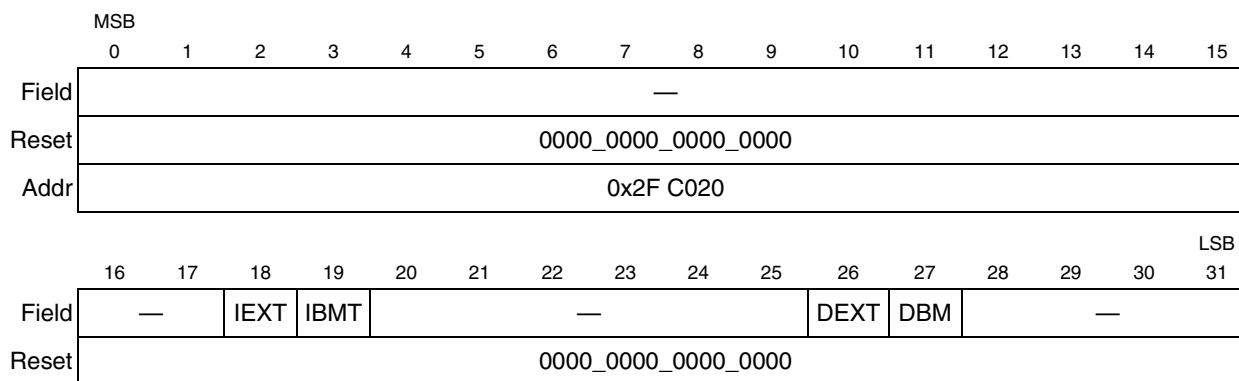 MSB
0 1 2 3 4 5 6 7 8 9 10 11 12 13 14 15
Field —
Reset 0000_0000_0000_0000
Addr 0x2F C020
LSB
16 17 18 19 20 21 22 23 24 25 26 27 28 29 30 31
Field — IEXT IBMT — DEXT DBM —
Reset 0000_0000_0000_0000